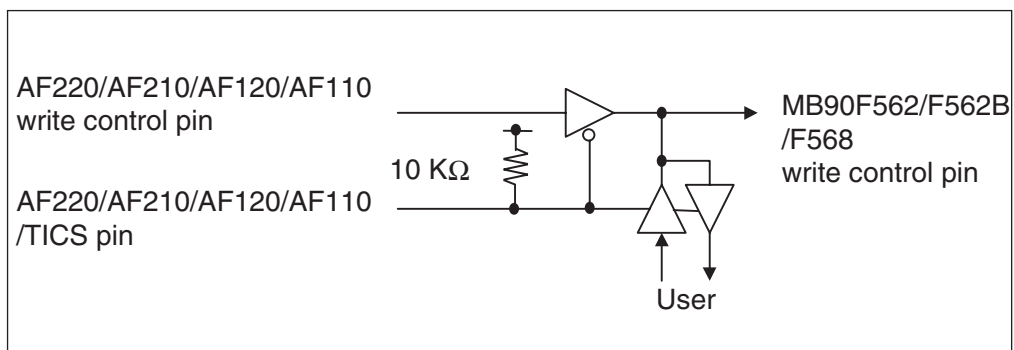 AF220/AF210/AF120/AF110
write control pin
MB90F562/F562B
/F568
write control pin
10 KΩ
AF220/AF210/AF120/AF110
/TICS pin
User